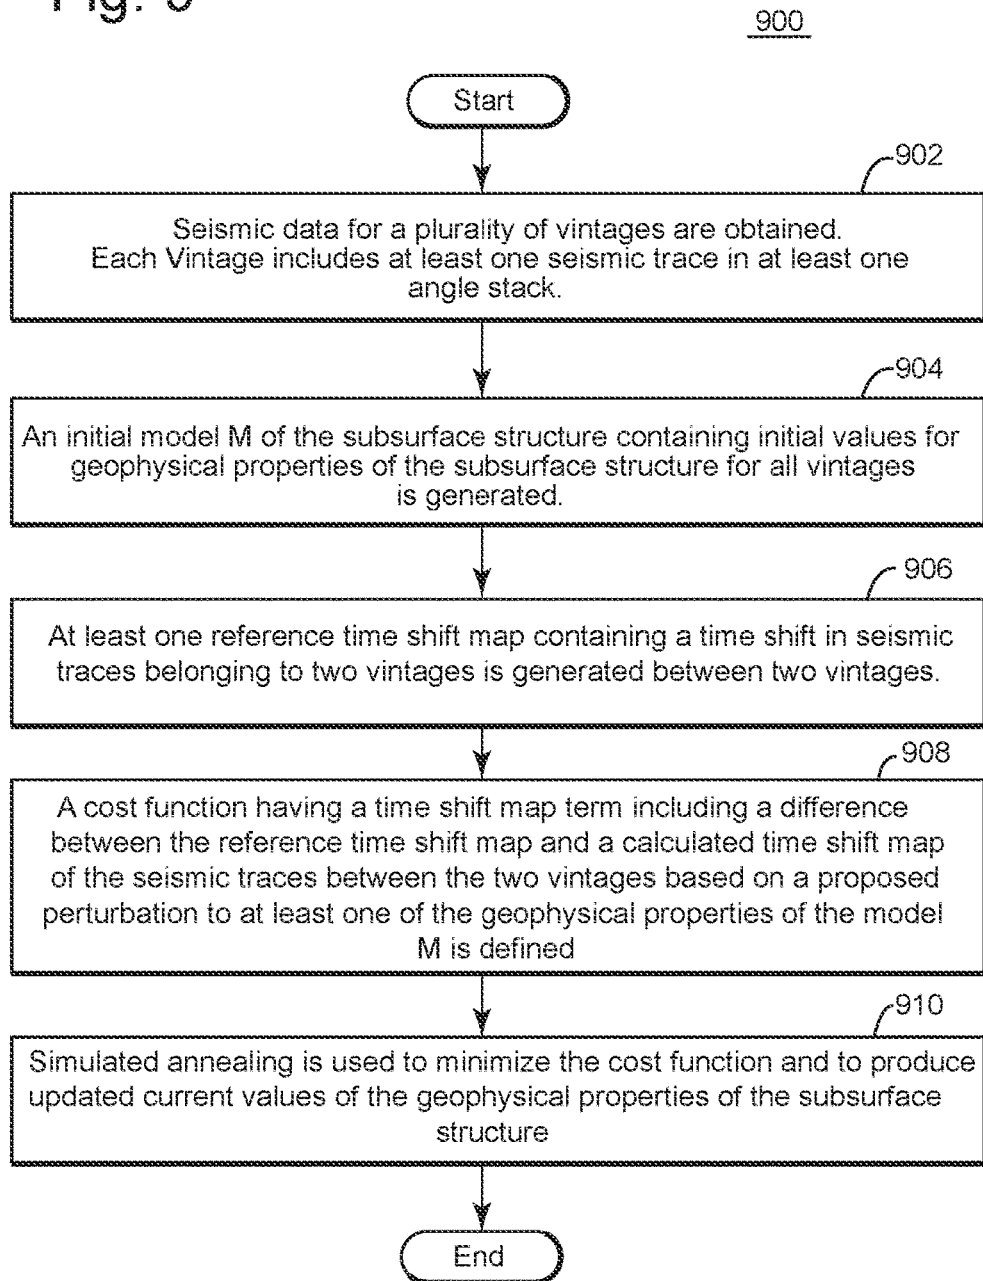 Fig.
900
Start
902
Seismic data for a plurality of vintages are obtained.
Each Vintage includes at least one seismic trace in at least one
angle stack.
904
An initial model M of the subsurface structure containing initial values for
geophysical properties of the subsurface structure for all vintages
is generated.
906
At least one reference time shift map containing a time shift in seismic
traces belonging to two vintages is generated between two vintages.
908
A cost function having a time shift map term including a difference
between the reference time shift map and a calculated time shift map
of the seismic traces between the two vintages based on a proposed
perturbation to at least one of the geophysical properties of the model
M is defined
910
Simulated annealing is used to minimize the cost function and to produce
updated current values of the geophysical properties of the subsurface
structure
End